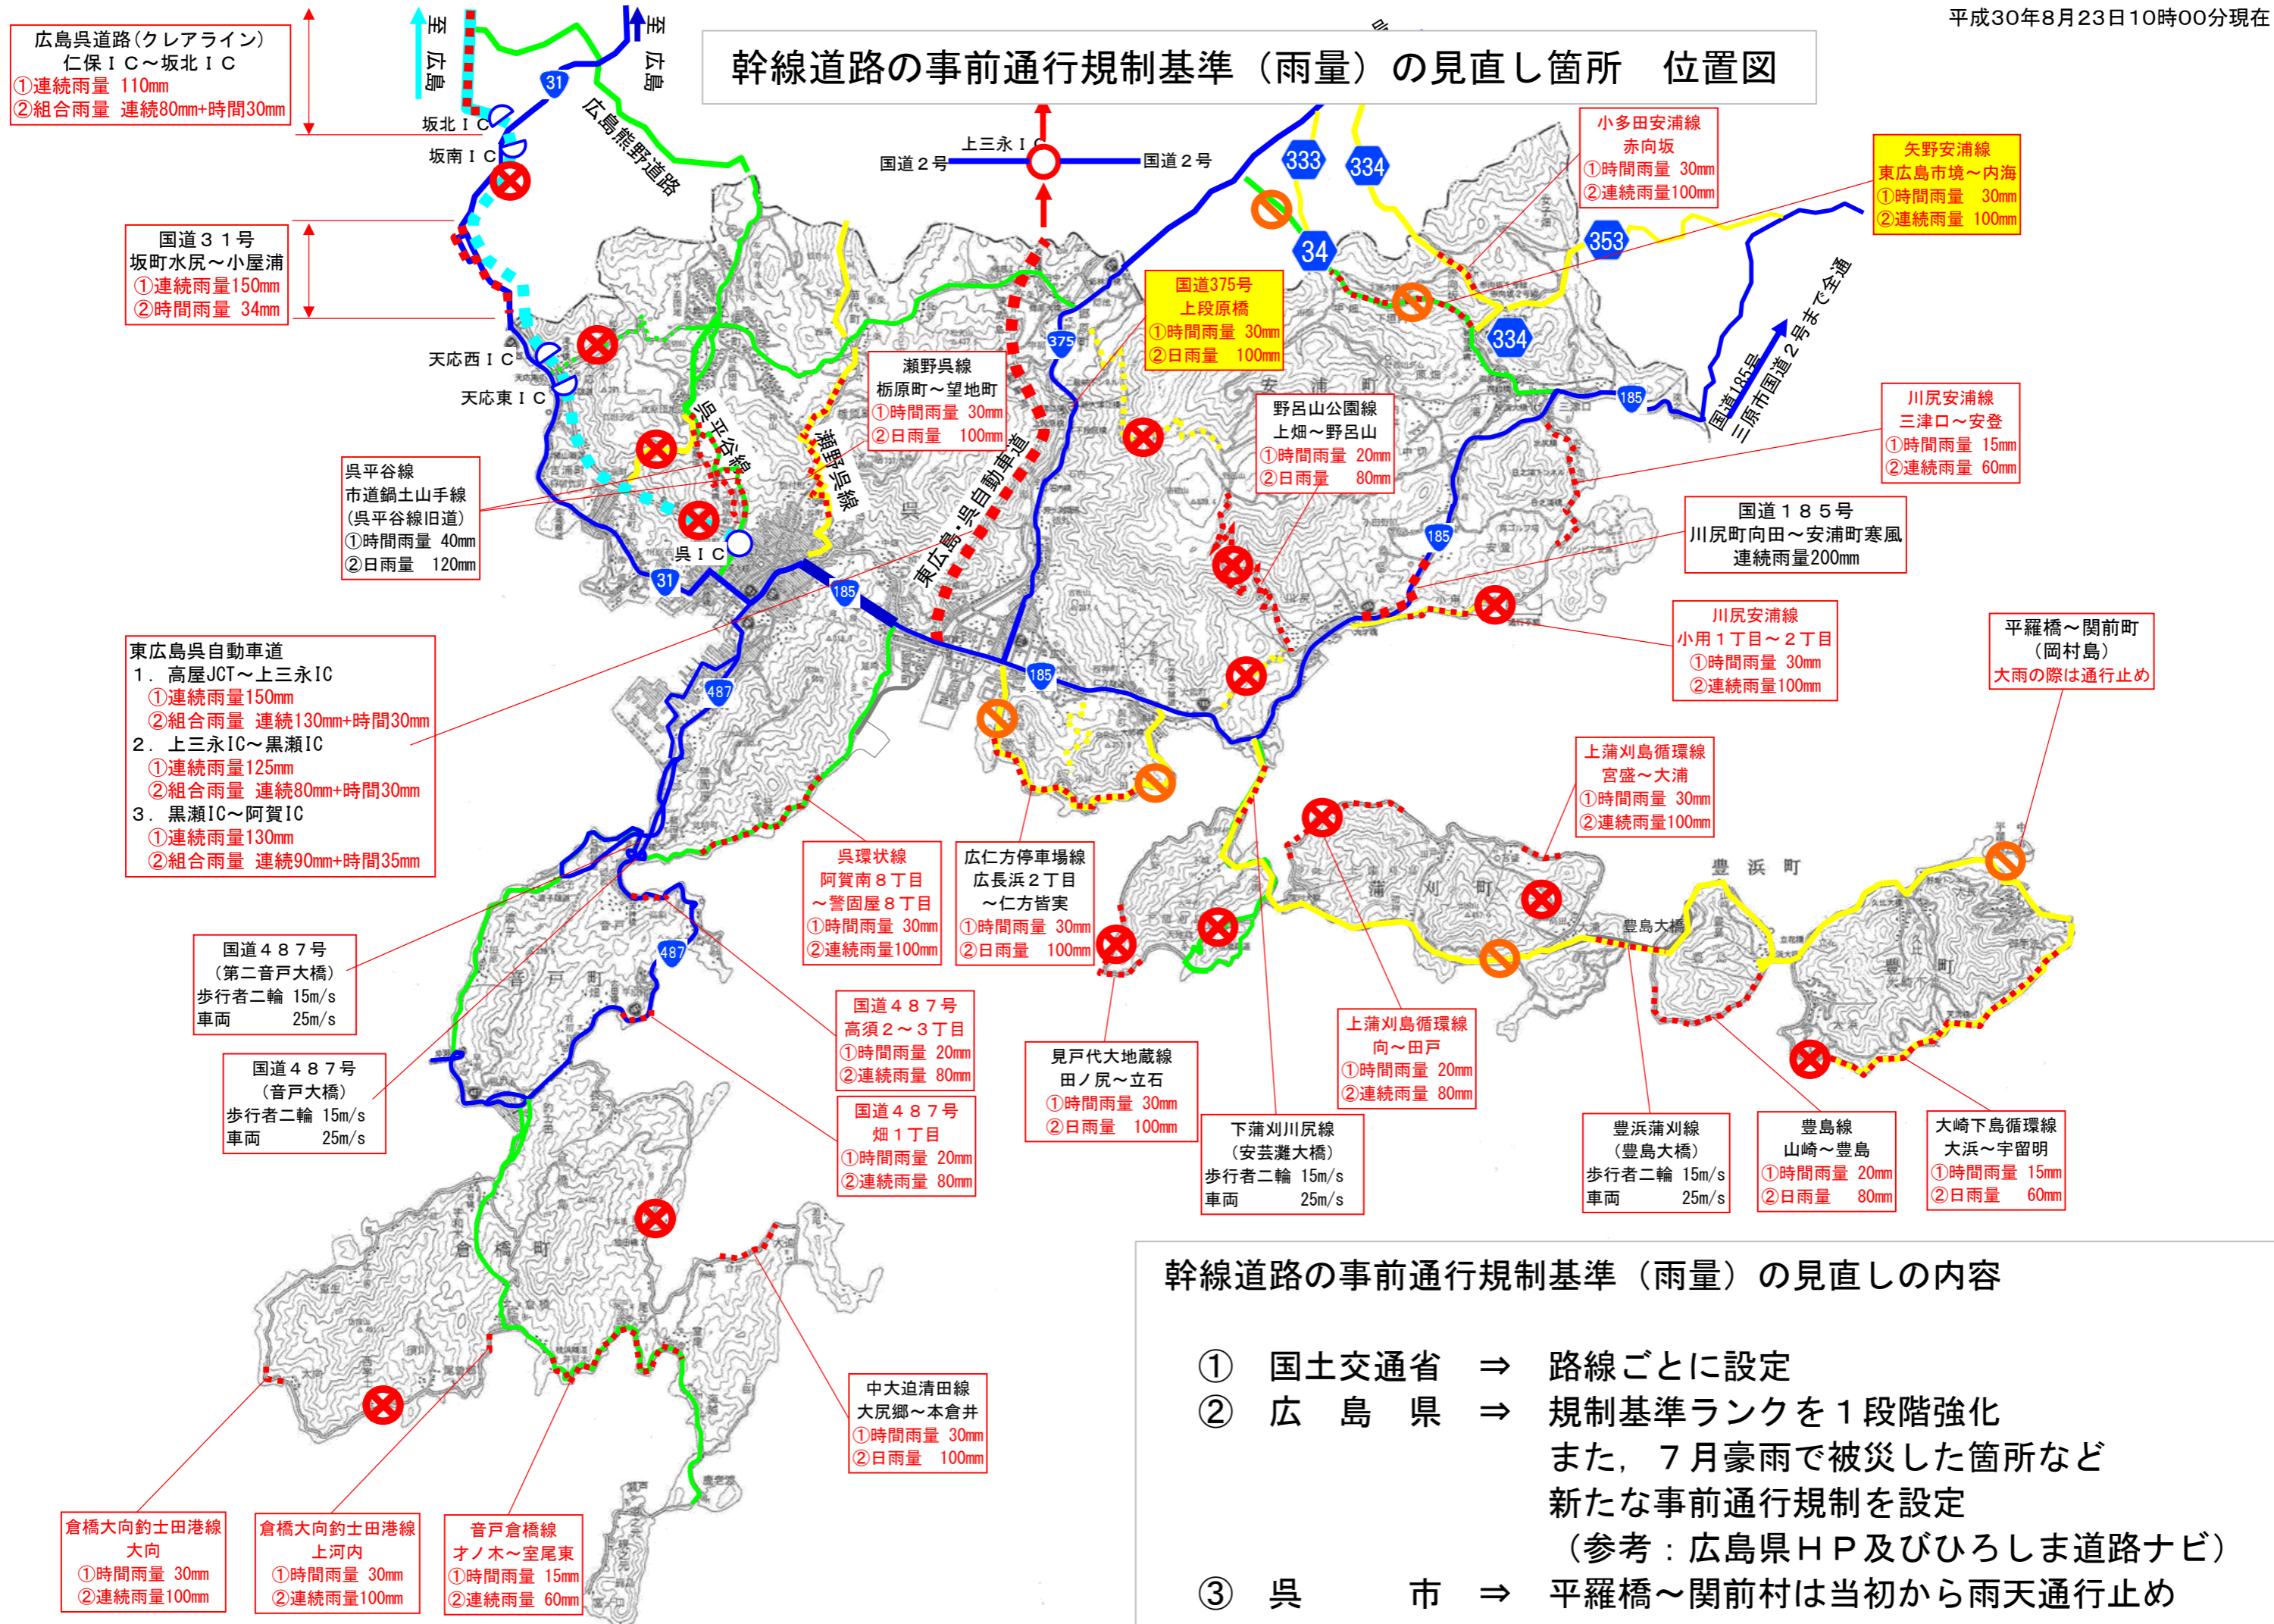 平成30年8月23日10時00分現在
幹線道路の事前通行規制基準（雨量）の見直し箇所　位置図
広島呉道路(クレアライン)
仁保ＩＣ～坂北ＩＣ
①連続雨量 110mm
②組合雨量 連続80mm+時間30mm
至 広島
至 広島
31
広島熊野道路
坂北ＩＣ
坂南ＩＣ
国道２号
上三永ＩＣ
国道２号
333
334
34
353
334
小多田安浦線
赤向坂
①時間雨量 30mm
②連続雨量100mm
矢野安浦線
東広島市境～内海
①時間雨量 30mm
②連続雨量 100mm
国道３１号
坂町水尻～小屋浦
①連続雨量150mm
②時間雨量 34mm
国道375号
上段原橋
①時間雨量 30mm
②日雨量 100mm
375
天応西ＩＣ
天応東ＩＣ
瀬野呉線
栃原町～望地町
①時間雨量 30mm
②日雨量 100mm
呉平谷線
瀬野呉線
東広島・呉自動車道
安浦町
国道185号
三原市国道２号まで全通
185
野呂山公園線
上畑～野呂山
①時間雨量 20mm
②日雨量 80mm
川尻安浦線
三津口～安登
①時間雨量 15mm
②連続雨量 60mm
呉平谷線
市道鍋土山手線
(呉平谷線旧道)
①時間雨量 40mm
②日雨量 120mm
呉ＩＣ
呉
31
185
185
国道１８５号
川尻町向田～安浦町寒風
連続雨量200mm
川尻安浦線
小用１丁目～２丁目
①時間雨量 30mm
②連続雨量100mm
平羅橋～関前町
(岡村島)
大雨の際は通行止め
東広島呉自動車道
1. 高屋JCT～上三永IC
①連続雨量150mm
②組合雨量 連続130mm+時間30mm
2. 上三永IC～黒瀬IC
①連続雨量125mm
②組合雨量 連続80mm+時間30mm
3. 黒瀬IC～阿賀IC
①連続雨量130mm
②組合雨量 連続90mm+時間35mm
487
185
上蒲刈島循環線
宮盛～大浦
①時間雨量 30mm
②連続雨量100mm
呉環状線
阿賀南８丁目
～警固屋８丁目
①時間雨量 30mm
②連続雨量100mm
広仁方停車場線
広長浜２丁目
～仁方皆実
①時間雨量 30mm
②日雨量 100mm
蒲刈町
豊浜町
豊島大橋
豊町
音戸町
487
国道４８７号
(第二音戸大橋)
歩行者二輪 15m/s
車両 25m/s
国道４８７号
(音戸大橋)
歩行者二輪 15m/s
車両 25m/s
国道４８７号
高須２～３丁目
①時間雨量 20mm
②連続雨量 80mm
国道４８７号
畑１丁目
①時間雨量 20mm
②連続雨量 80mm
見戸代大地蔵線
田ノ尻～立石
①時間雨量 30mm
②日雨量 100mm
上蒲刈島循環線
向～田戸
①時間雨量 20mm
②連続雨量 80mm
下蒲刈川尻線
(安芸灘大橋)
歩行者二輪 15m/s
車両 25m/s
豊浜蒲刈線
(豊島大橋)
歩行者二輪 15m/s
車両 25m/s
豊島線
山崎～豊島
①時間雨量 20mm
②日雨量 80mm
大崎下島循環線
大浜～宇留明
①時間雨量 15mm
②日雨量 60mm
倉橋町
中大迫清田線
大尻郷～本倉井
①時間雨量 30mm
②日雨量 100mm
倉橋大向釣士田港線
大向
①時間雨量 30mm
②連続雨量100mm
倉橋大向釣士田港線
上河内
①時間雨量 30mm
②連続雨量100mm
音戸倉橋線
才ノ木～室尾東
①時間雨量 15mm
②連続雨量 60mm
幹線道路の事前通行規制基準（雨量）の見直しの内容
①　国土交通省　⇒　路線ごとに設定
②　広　島　県　⇒　規制基準ランクを１段階強化
また，７月豪雨で被災した箇所など
新たな事前通行規制を設定
（参考：広島県ＨＰ及びひろしま道路ナビ）
③　呉　　　市　⇒　平羅橋～関前村は当初から雨天通行止め